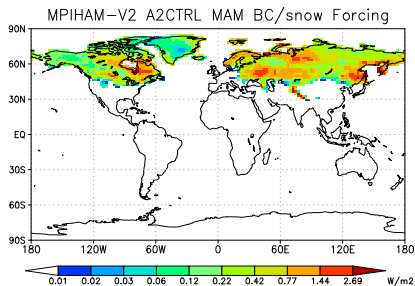 MPIHAM-V2 A2CTRL MAM BC/snow Forcing
90N
60N
30N
EQ
30S
60S
90S
180 120W 60W 0 60E 120E 180
0.01 0.02 0.03 0.06 0.12 0.22 0.42 0.77 1.44 2.69 W/m2